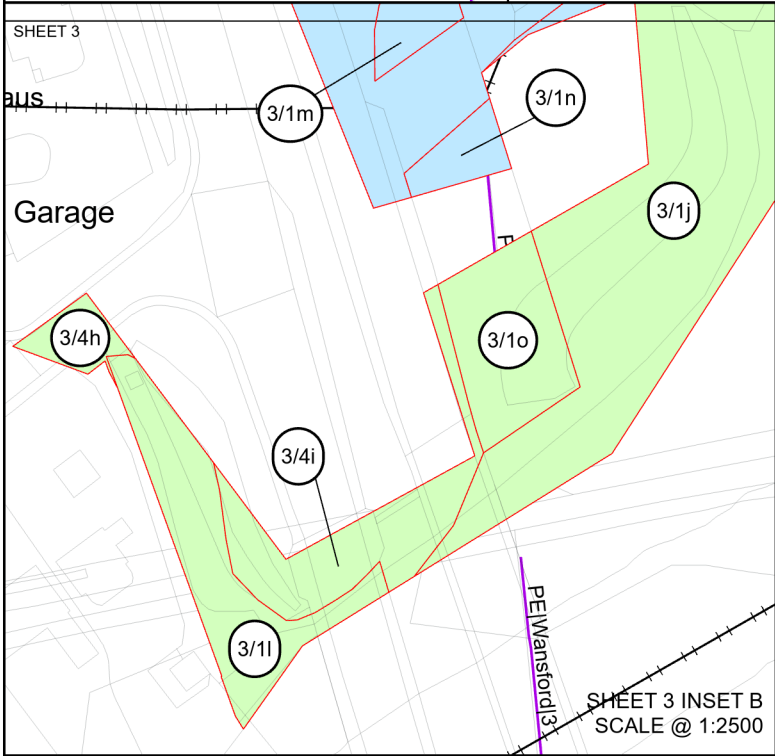 SHEET 3
aus
3/1m
3/1n
Garage
3/1j
3/4h
3/1o
3/4i
PE|Wansford|3
3/1l
SHEET 3 INSET B
SCALE @ 1:2500